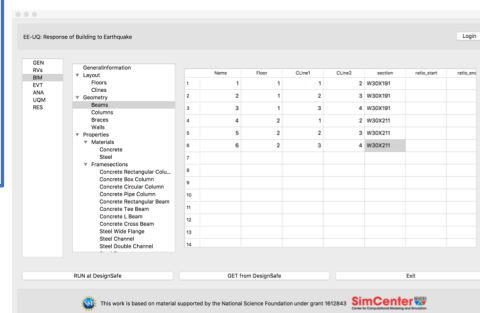 EE-UQ: Response of Building to Earthquake
Login
GEN
RVs
BIM
EVT
ANA
UQM
RES
GeneralInformation
Layout
Floors
Clines
Geometry
Beams
Columns
Braces
Walls
Properties
Materials
Concrete
Steel
Framesections
Concrete Rectangular Colu...
Concrete Box Column
Concrete Circular Column
Concrete Pipe Column
Concrete Rectangular Beam
Concrete Tee Beam
Concrete L Beam
Concrete Cross Beam
Steel Wide Flange
Steel Channel
Steel Double Channel
Name Floor CLine1 CLine2 section ratio_start ratio_end
1 1 1 1 2 W30X191
2 2 1 2 3 W30X191
3 3 1 3 4 W30X191
4 4 2 1 2 W30X211
5 5 2 2 3 W30X211
6 6 2 3 4 W30X211
7
8
9
10
11
12
13
14
RUN at DesignSafe GET from DesignSafe Exit
This work is based on material supported by the National Science Foundation under grant 1612843
SimCenter
Center for Computational Modeling and Simulation